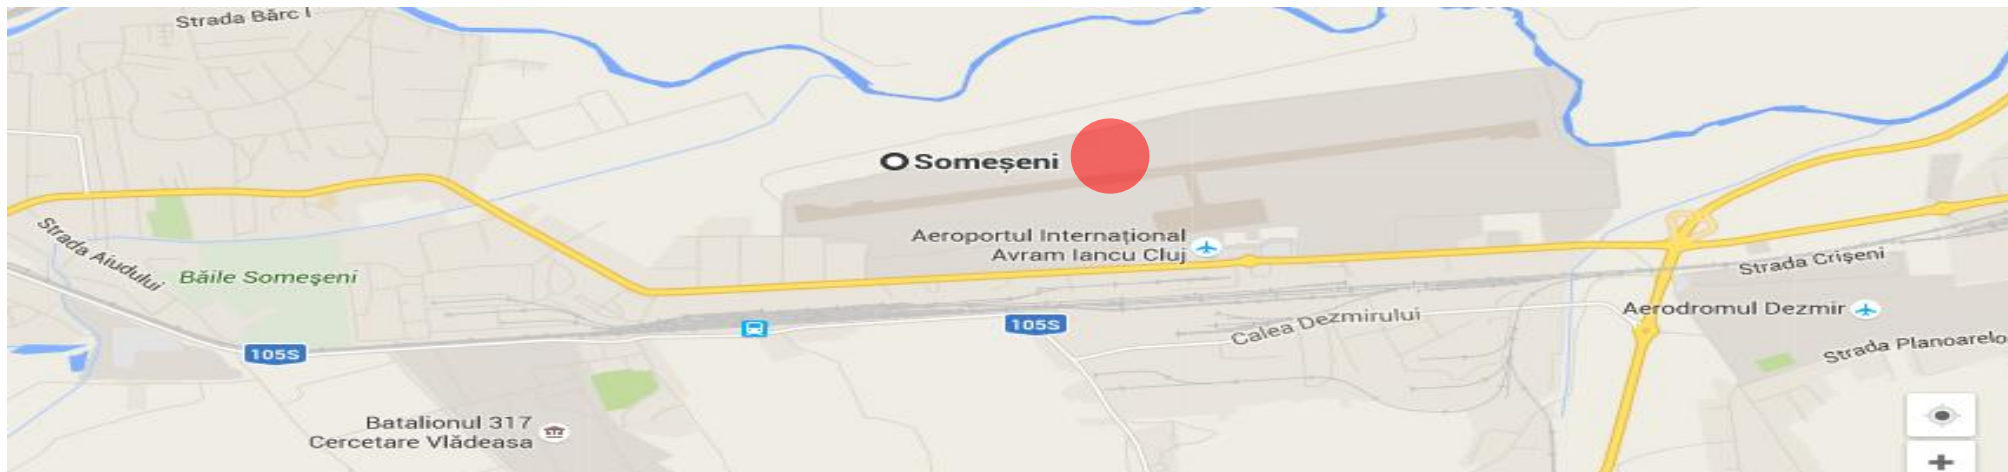 Strada Bărc I
Someșeni
Aeroportul Internațional
Avram Iancu Cluj
Strada Aiudului
Băile Someșeni
Strada Crișeni
Aerodromul Dezmir
105S
Calea Dezmirului
105S
Strada Planoarelo
Batalionul 317
Cercetare Vlădeasa